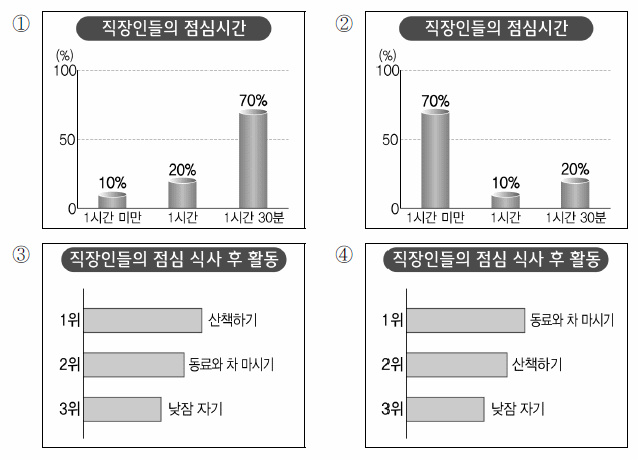 ①
직장인들의 점심시간
(%)
100
50
0
10%
20%
70%
1시간 미만
1시간
1시간 30분
②
직장인들의 점심시간
(%)
100
50
0
70%
10%
20%
1시간 미만
1시간
1시간 30분
③
직장인들의 점심 식사 후 활동
1위 산책하기
2위 동료와 차 마시기
3위 낮잠 자기
④
직장인들의 점심 식사 후 활동
1위 동료와 차 마시기
2위 산책하기
3위 낮잠 자기